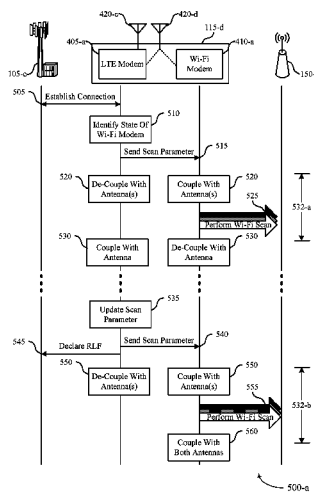 420-c
420-d
115-d
405-a
410-a
105-c
LTE Modem
Wi-Fi
Modem
150
505
Establish Connection
Identify State Of
Wi-Fi Modem
510
Send Scan Parameter
515
520
De-Couple With
Antenna(s)
Couple With
Antenna(s)
520
525
532-a
Perform Wi-Fi Scan
530
Couple With
Antenna
De-Couple With
Antenna
530
Update Scan
Parameter
535
Send Scan Parameter
540
545
Declare RLF
550
De-Couple With
Antenna(s)
Couple With
Antenna(s)
550
555
532-b
Perform Wi-Fi Scan
560
Couple With
Both Antennas
500-a